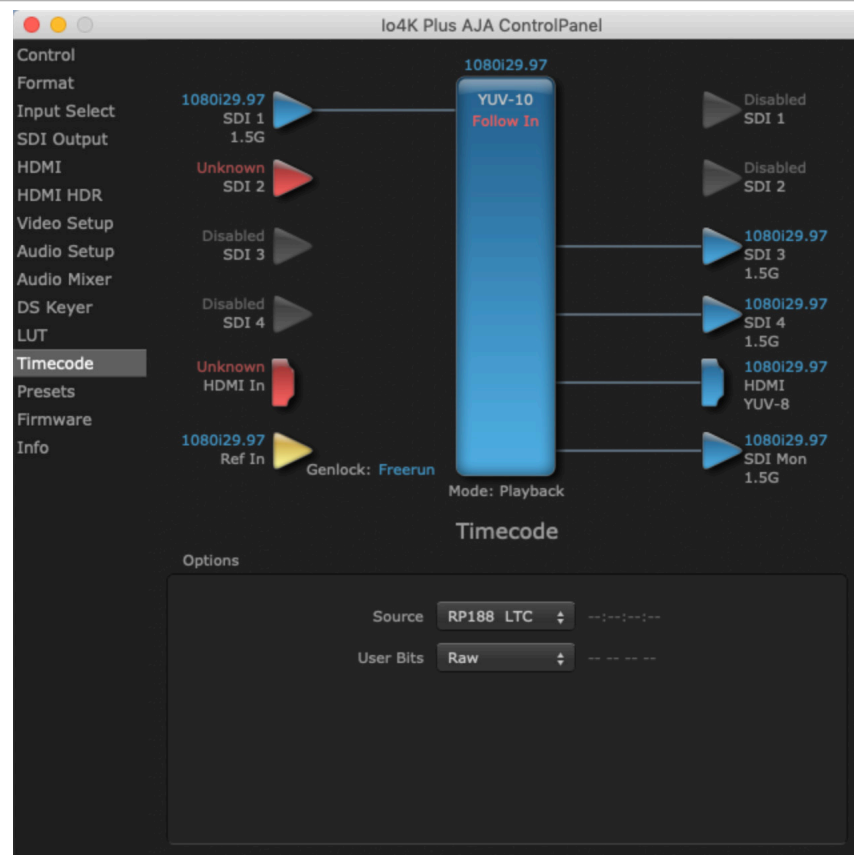 Io4K Plus AJA ControlPanel
Control
Format
Input Select
SDI Output
HDMI
HDMI HDR
Video Setup
Audio Setup
Audio Mixer
DS Keyer
LUT
Timecode
Presets
Firmware
Info
1080i29.97
SDI 1
1.5G
Unknown
SDI 2
Disabled
SDI 3
Disabled
SDI 4
Unknown
HDMI In
1080i29.97
Ref In
Genlock: Freerun
1080i29.97
YUV-10
Follow In
Mode: Playback
Disabled
SDI 1
Disabled
SDI 2
1080i29.97
SDI 3
1.5G
1080i29.97
SDI 4
1.5G
1080i29.97
HDMI
YUV-8
1080i29.97
SDI Mon
1.5G
Timecode
Options
Source RP188 LTC --:--:--:--
User Bits Raw -- -- -- --